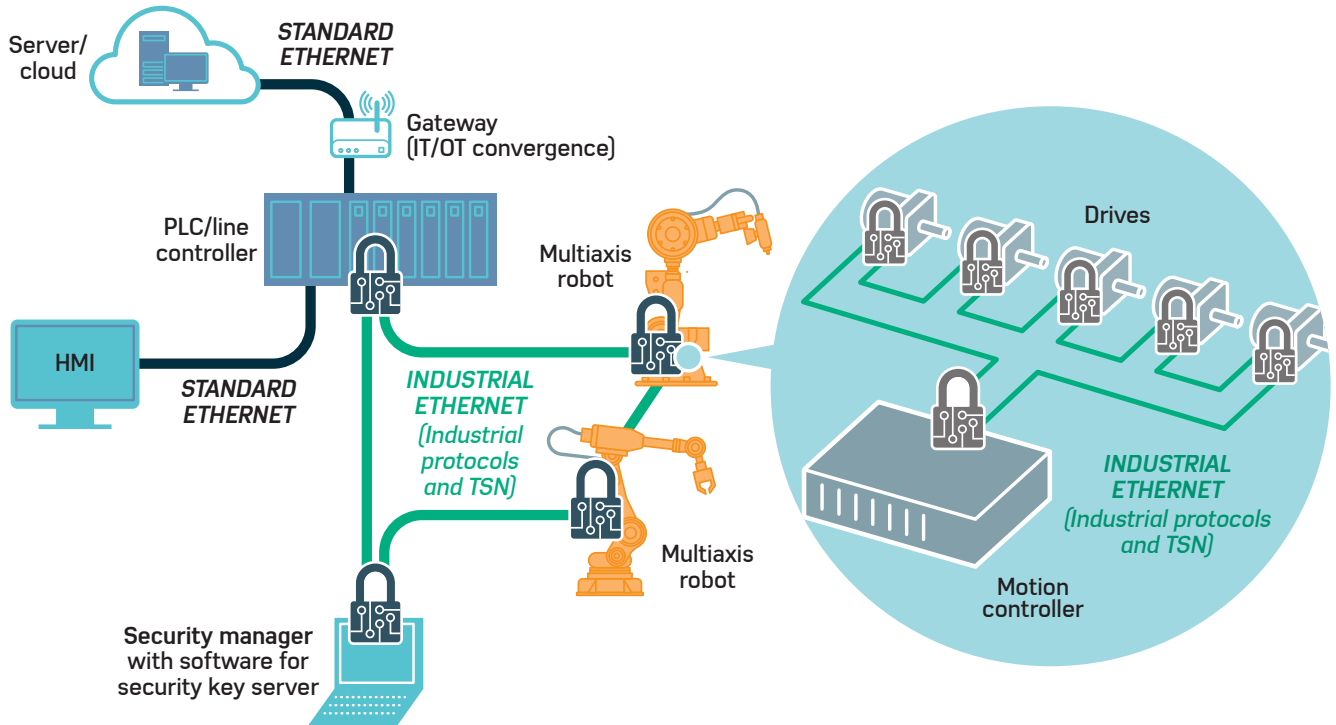 Server/
cloud
STANDARD
ETHERNET
Gateway
(IT/OT convergence)
PLC/line
controller
Multiaxis
robot
Drives
HMI
STANDARD
ETHERNET
INDUSTRIAL
ETHERNET
(Industrial
protocols
and TSN)
Multiaxis
robot
INDUSTRIAL
ETHERNET
(Industrial protocols
and TSN)
Motion
controller
Security manager
with software for
security key server